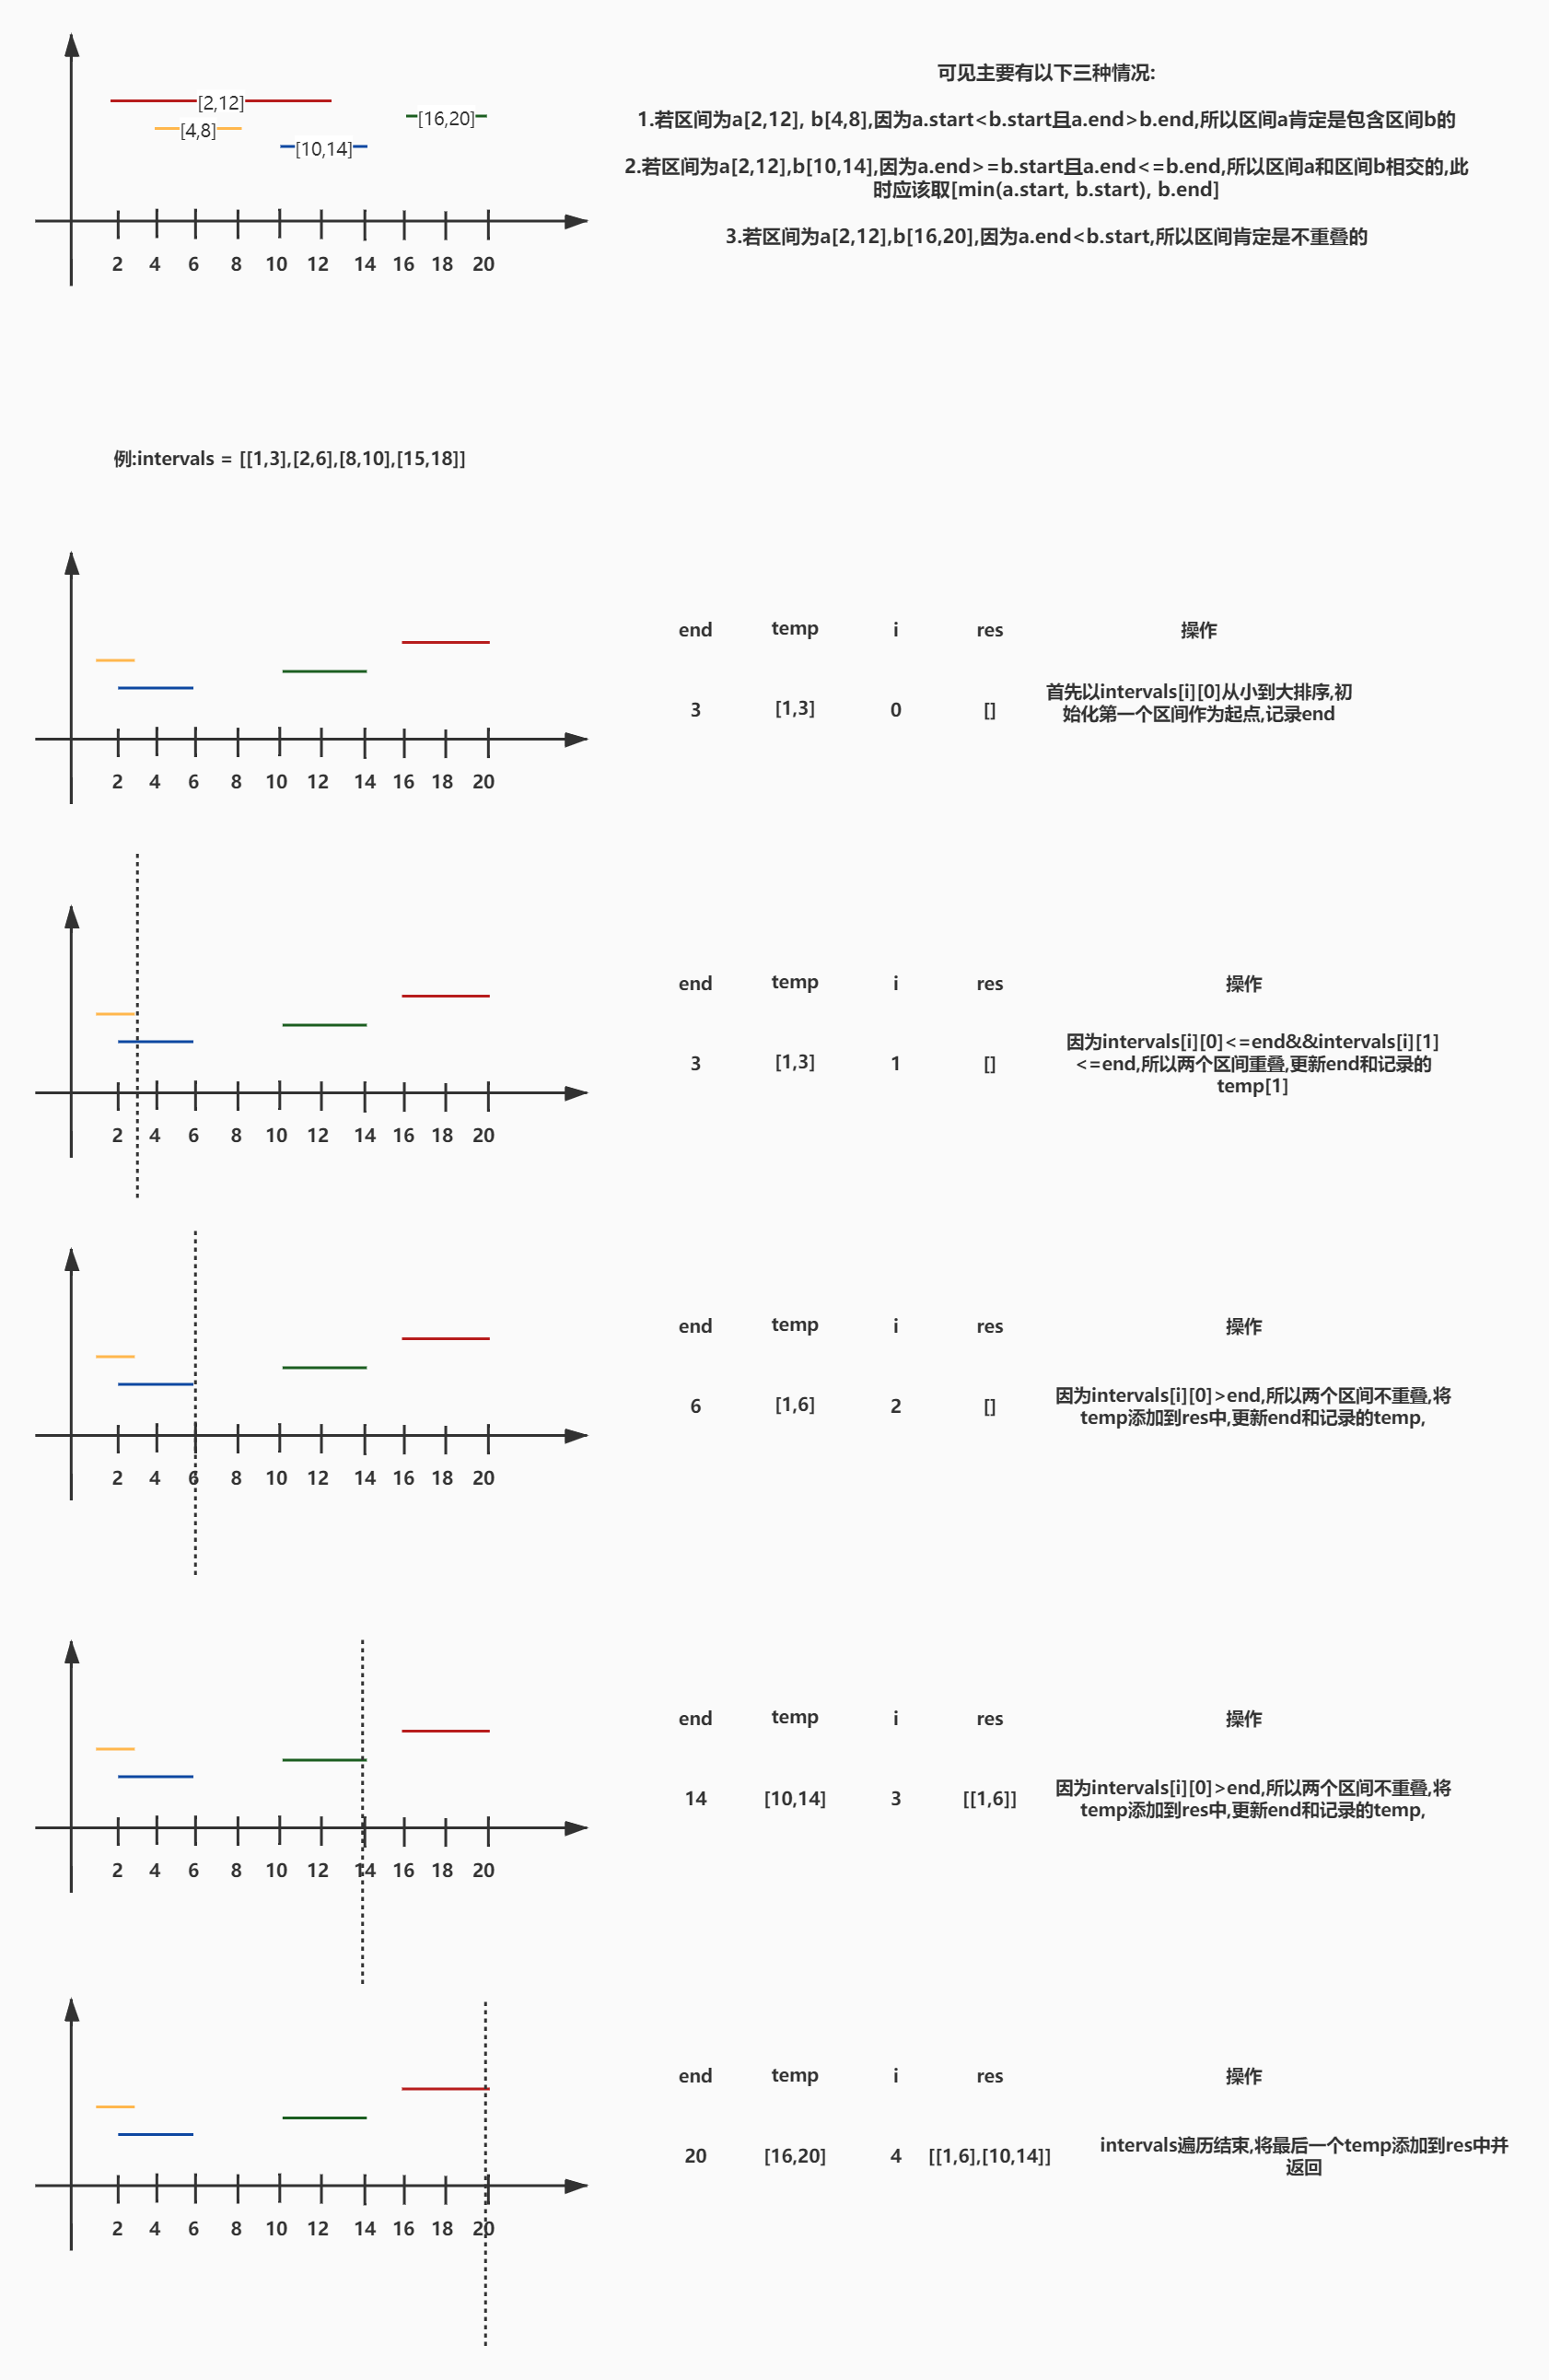 可见主要有以下三种情况:
[2,12]
[4,8]
[16,20]
[10,14]
1.若区间为a[2,12], b[4,8],因为a.start<b.start且a.end>b.end,所以区间a肯定是包含区间b的
2.若区间为a[2,12],b[10,14],因为a.end>=b.start且a.end<=b.end,所以区间a和区间b相交的,此
时应该取[min(a.start, b.start), b.end]
3.若区间为a[2,12],b[16,20],因为a.end<b.start,所以区间肯定是不重叠的
2 4 6 8 10 12 14 16 18 20
例:intervals = [[1,3],[2,6],[8,10],[15,18]]
end temp i res 操作
3 [1,3] 0 []
首先以intervals[i][0]从小到大排序,初
始化第一个区间作为起点,记录end
2 4 6 8 10 12 14 16 18 20
end temp i res 操作
3 [1,3] 1 []
因为intervals[i][0]<=end&&intervals[i][1]
<=end,所以两个区间重叠,更新end和记录的
temp[1]
2 4 6 8 10 12 14 16 18 20
end temp i res 操作
6 [1,6] 2 []
因为intervals[i][0]>end,所以两个区间不重叠,将
temp添加到res中,更新end和记录的temp,
2 4 6 8 10 12 14 16 18 20
end temp i res 操作
14 [10,14] 3 [[1,6]]
因为intervals[i][0]>end,所以两个区间不重叠,将
temp添加到res中,更新end和记录的temp,
2 4 6 8 10 12 14 16 18 20
end temp i res 操作
20 [16,20] 4 [[1,6],[10,14]]
intervals遍历结束,将最后一个temp添加到res中并
返回
2 4 6 8 10 12 14 16 18 20